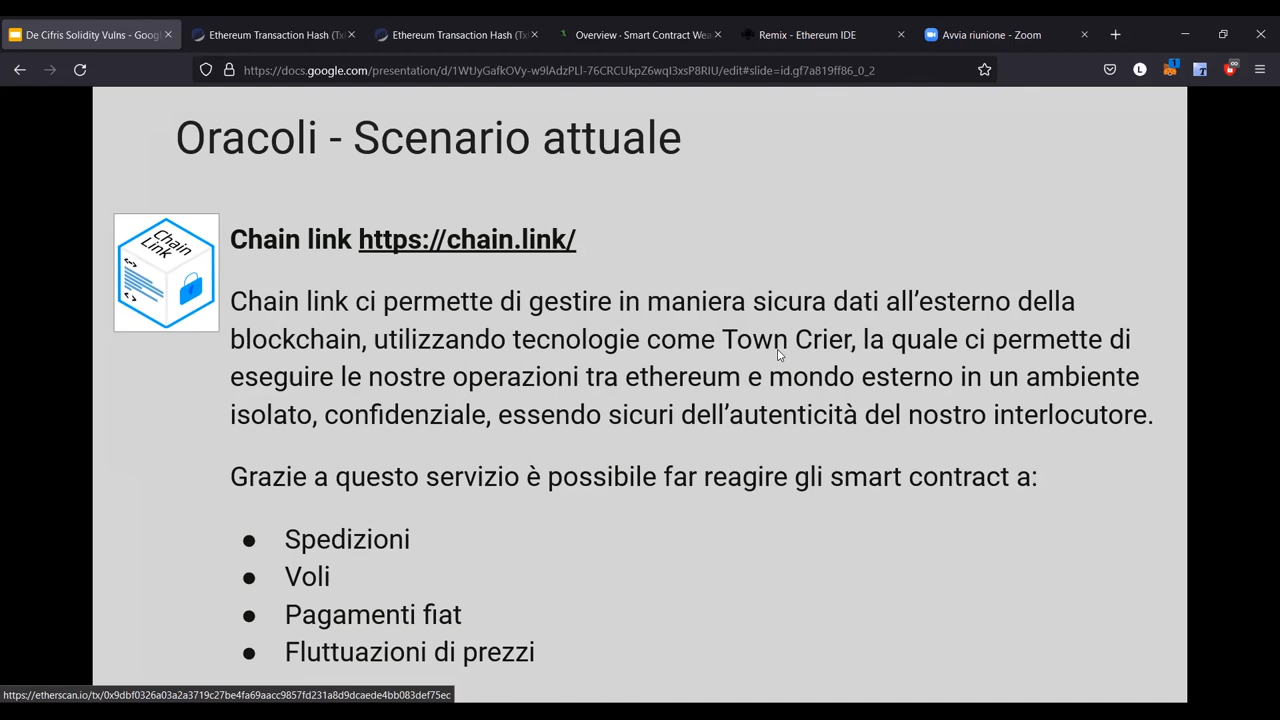 De Cifris Solidity Vulns - Goog
Ethereum Transaction Hash (Tx
Ethereum Transaction Hash (Tx
Overview · Smart Contract Wea
Remix - Ethereum IDE
Avvia riunione - Zoom
https://docs.google.com/presentation/d/1WtJyGafkOVy-w9lAdzPLl-76CRCUkpZ6wqI3xsP8RIU/edit#slide=id.gf7a819ff86_0_2
Oracoli - Scenario attuale
Chain
Link
Chain link https://chain.link/
Chain link ci permette di gestire in maniera sicura dati all’esterno della
blockchain, utilizzando tecnologie come Town Crier, la quale ci permette di
eseguire le nostre operazioni tra ethereum e mondo esterno in un ambiente
isolato, confidenziale, essendo sicuri dell’autenticità del nostro interlocutore.
Grazie a questo servizio è possibile far reagire gli smart contract a:
● Spedizioni
● Voli
● Pagamenti fiat
● Fluttuazioni di prezzi
https://etherscan.io/tx/0x9dbf0326a03a2a3719c27be4fa69aacc9857fd231a8d9dcaede4bb083def75ec